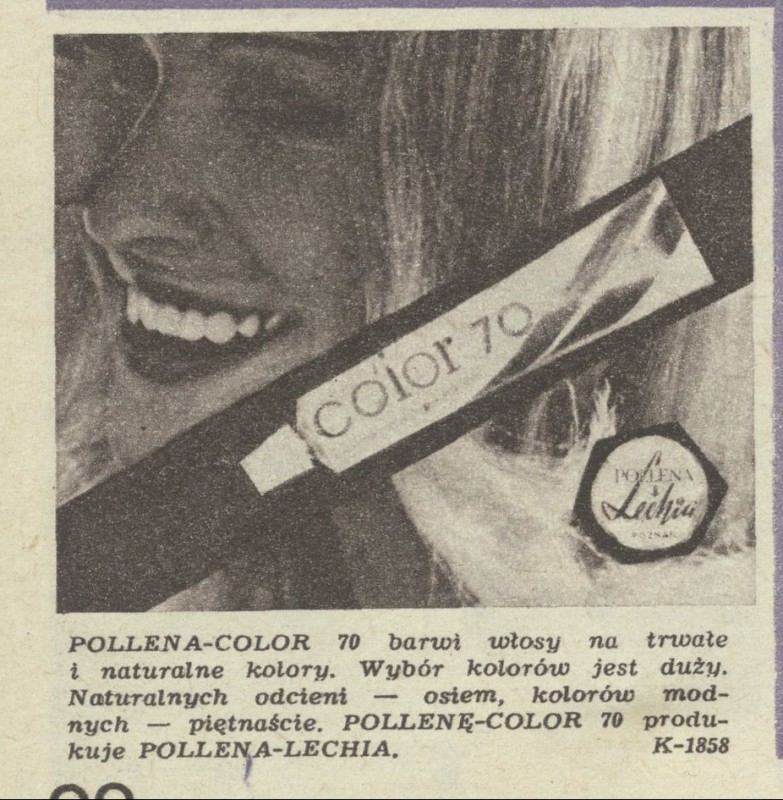 color 70
POLLENA
Lechia
POZNAŃ
POLLENA-COLOR 70 barwi włosy na trwałe
i naturalne kolory. Wybór kolorów jest duży.
Naturalnych odcieni — osiem, kolorów mod-
nych — piętnaście. POLLENĘ-COLOR 70 produ-
kuje POLLENA-LECHIA. K-1858